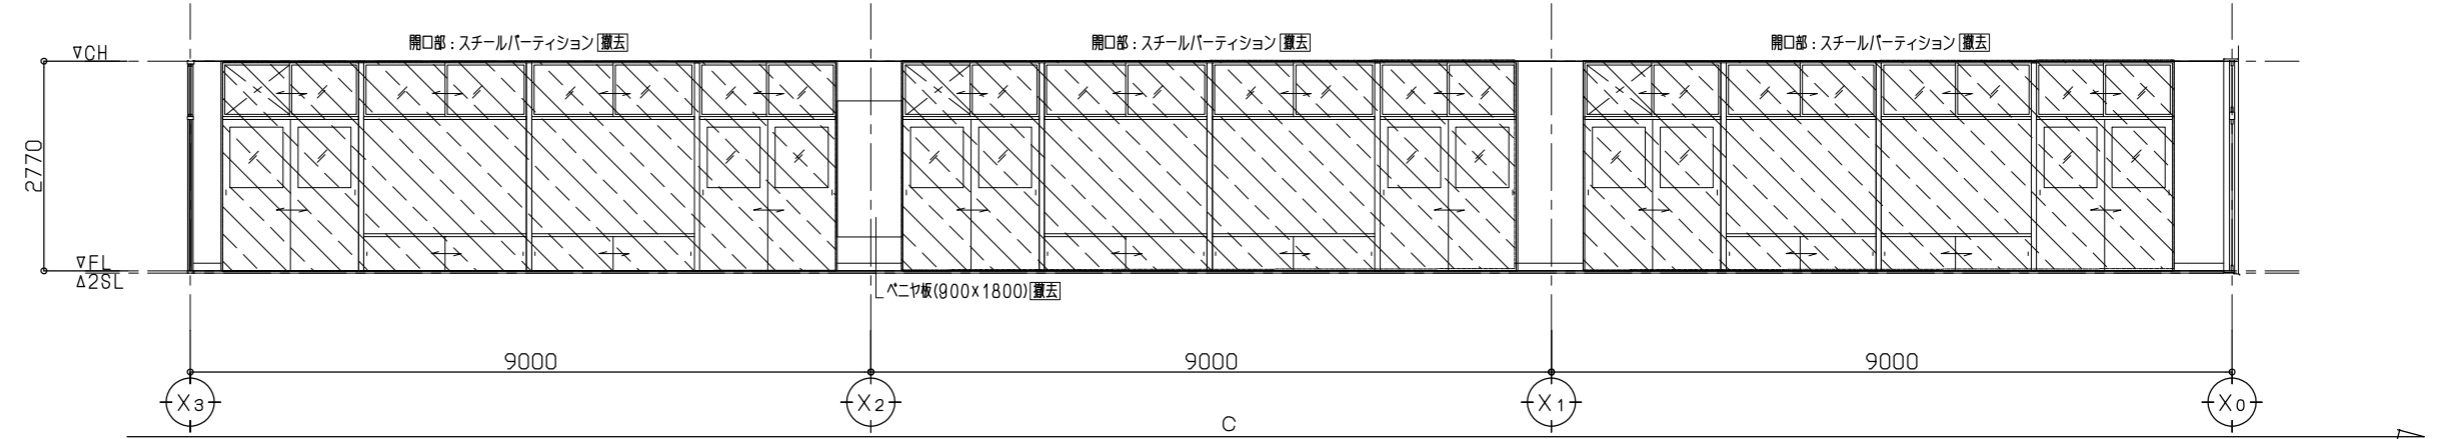 開口部：スチールパーティション 撤去
開口部：スチールパーティション 撤去
開口部：スチールパーティション 撤去
∇CH
2770
∇FL
Δ2SL
ベニヤ板(900×1800) 撤去
9000
9000
9000
X3
X2
X1
X0
C